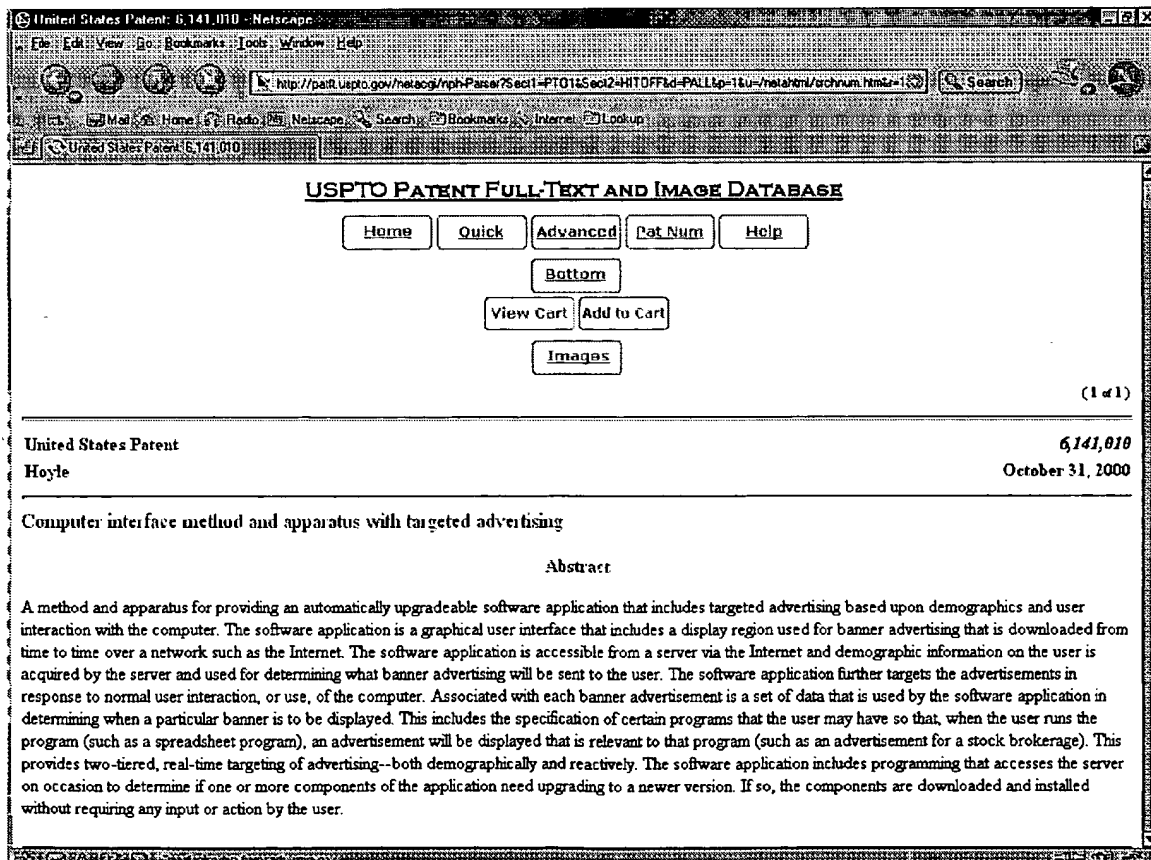 United States Patent: 6,141,010 - Netscape
File Edit View Go Bookmarks Tools Window Help
http://patft.uspto.gov/netacgi/nph-Parser?Sect1=PTO1&Sect2=HITOFF&d=PALL&p=1&u=/netahtml/srchnum.htm&r=1 Search
Mail Home Radio Netscape Search Bookmarks Internet Lookup
United States Patent: 6,141,010
USPTO PATENT FULL-TEXT AND IMAGE DATABASE
Home Quick Advanced Pat Num Help
Bottom
View Cart Add to Cart
Images
(1 of 1)
United States Patent 6,141,010
Hoyle October 31, 2000
Computer interface method and apparatus with targeted advertising
Abstract
A method and apparatus for providing an automatically upgradeable software application that includes targeted advertising based upon demographics and user
interaction with the computer. The software application is a graphical user interface that includes a display region used for banner advertising that is downloaded from
time to time over a network such as the Internet. The software application is accessible from a server via the Internet and demographic information on the user is
acquired by the server and used for determining what banner advertising will be sent to the user. The software application further targets the advertisements in
response to normal user interaction, or use, of the computer. Associated with each banner advertisement is a set of data that is used by the software application in
determining when a particular banner is to be displayed. This includes the specification of certain programs that the user may have so that, when the user runs the
program (such as a spreadsheet program), an advertisement will be displayed that is relevant to that program (such as an advertisement for a stock brokerage). This
provides two-tiered, real-time targeting of advertising--both demographically and reactively. The software application includes programming that accesses the server
on occasion to determine if one or more components of the application need upgrading to a newer version. If so, the components are downloaded and installed
without requiring any input or action by the user.